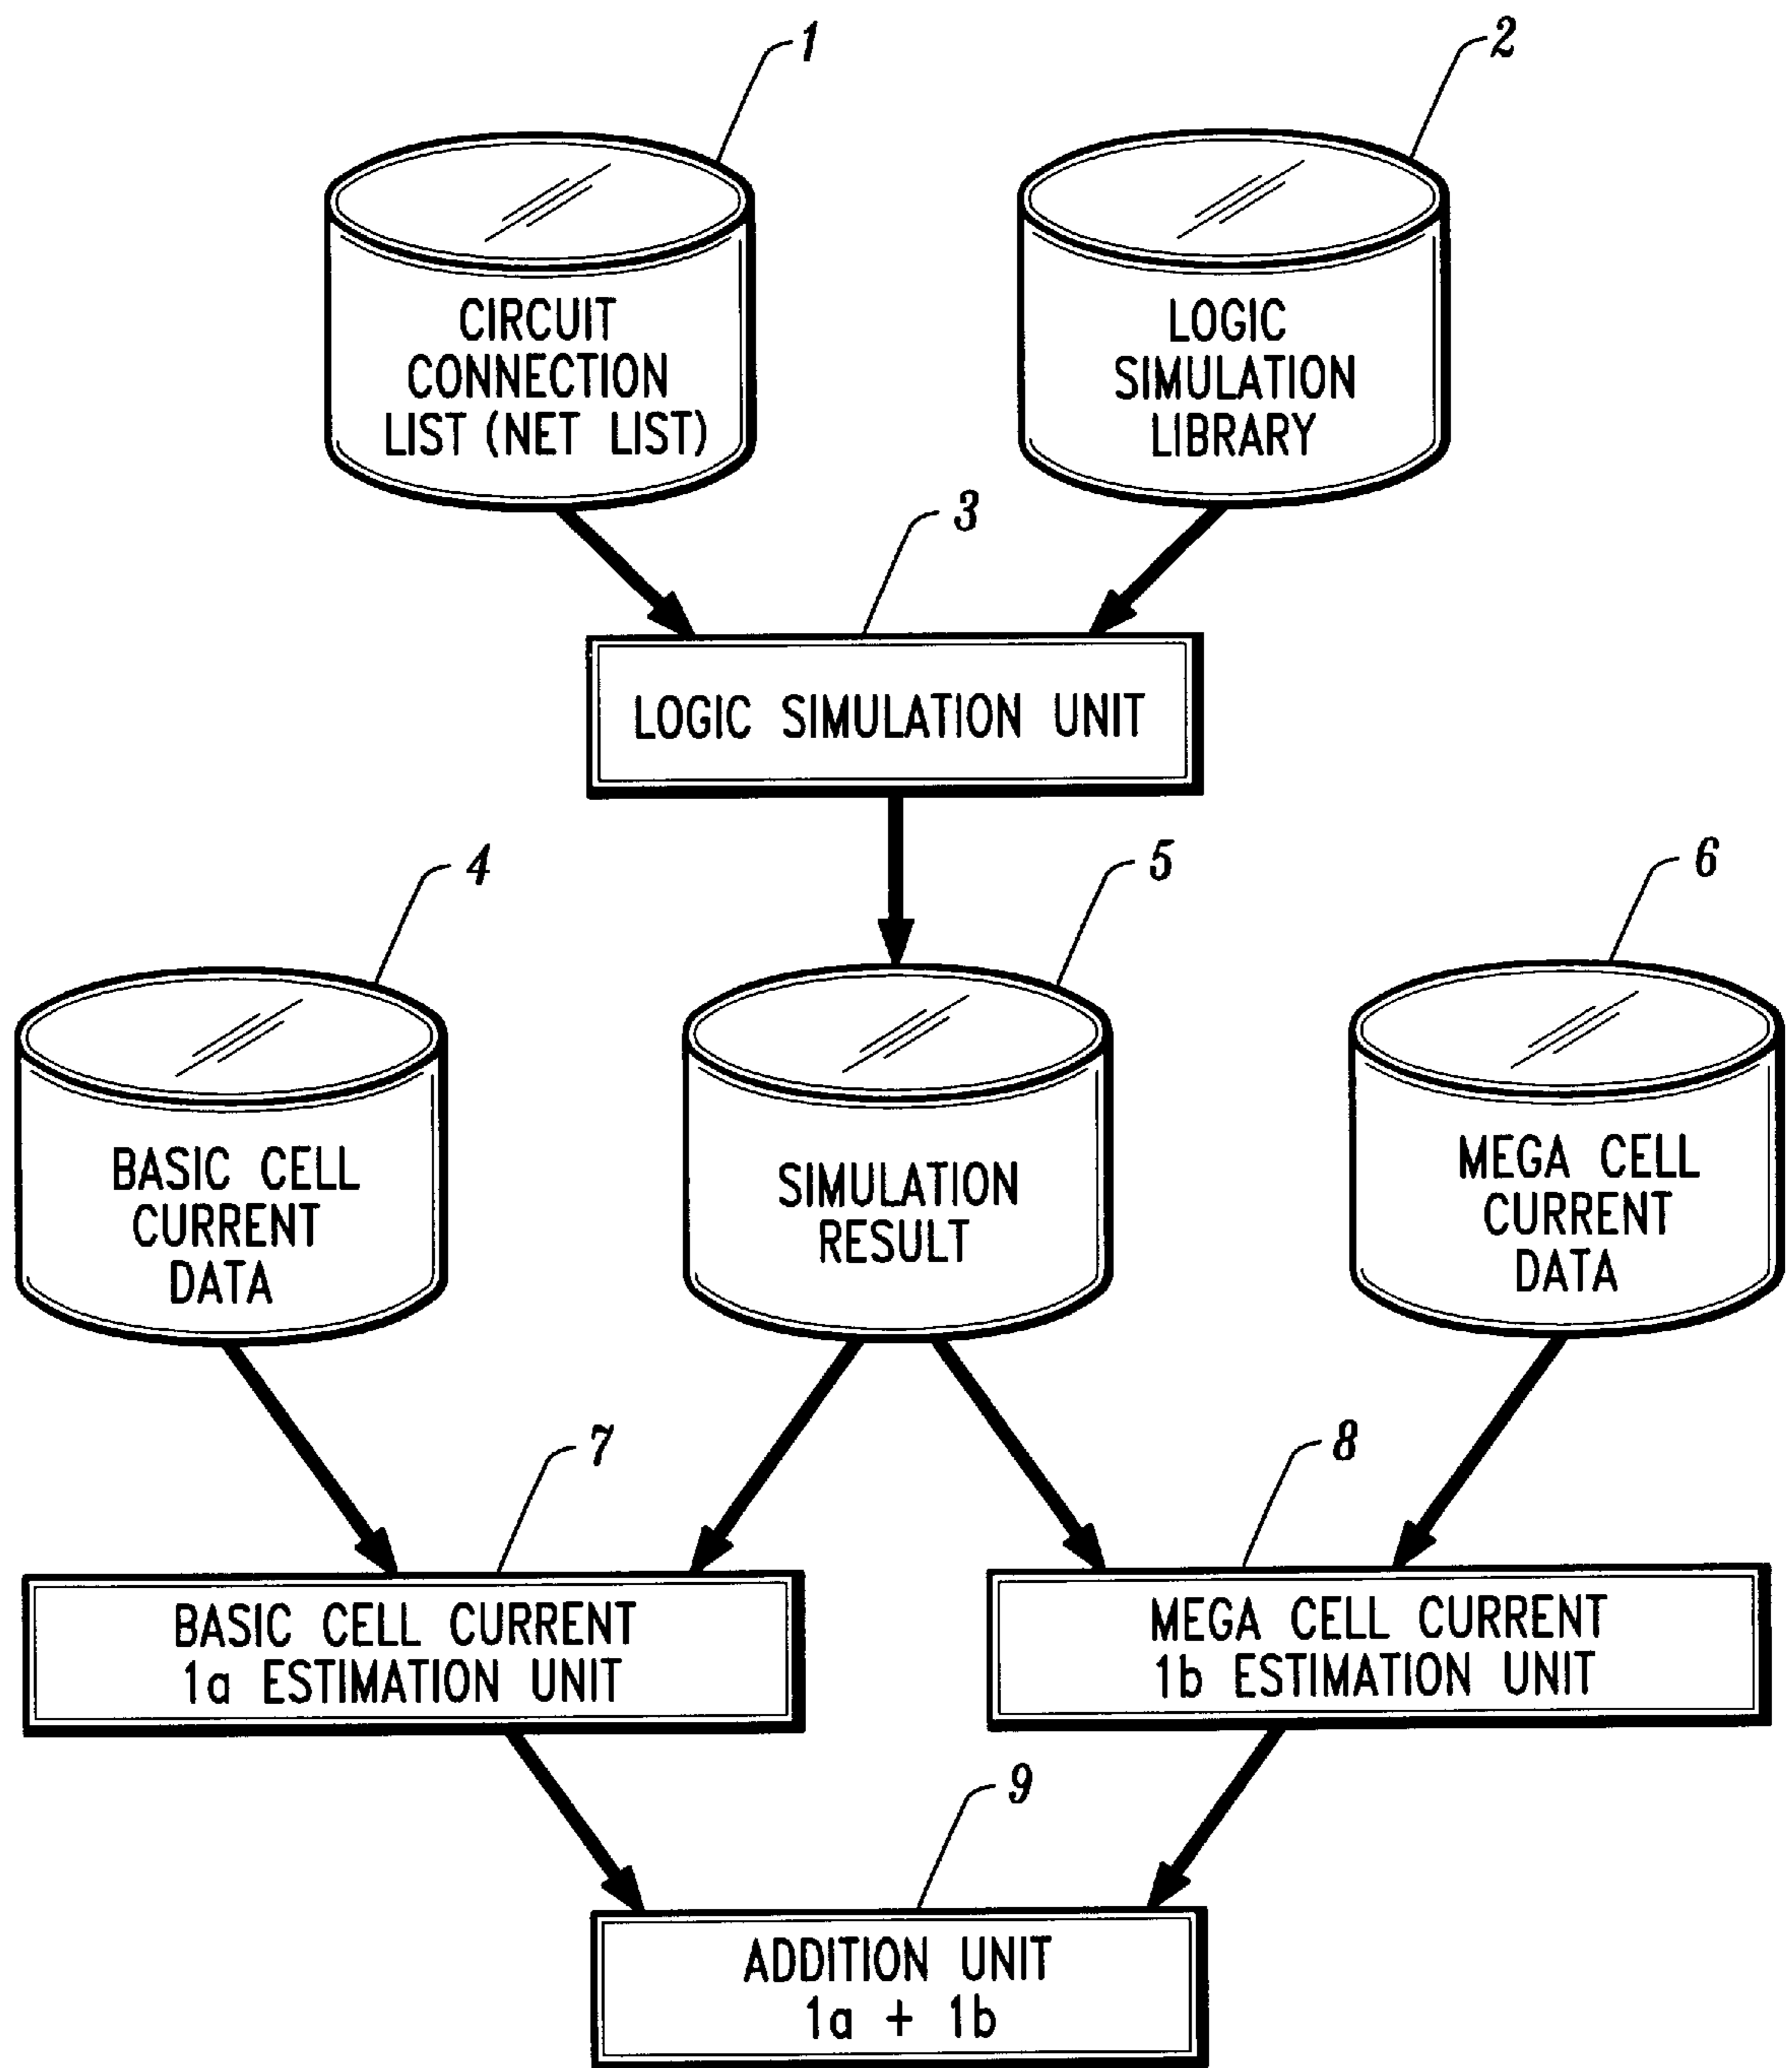 1
2
CIRCUIT
CONNECTION
LIST (NET LIST)
LOGIC
SIMULATION
LIBRARY
3
LOGIC SIMULATION UNIT
4
5
6
BASIC CELL
CURRENT
DATA
SIMULATION
RESULT
MEGA CELL
CURRENT
DATA
7
8
BASIC CELL CURRENT
1a ESTIMATION UNIT
MEGA CELL CURRENT
1b ESTIMATION UNIT
9
ADDITION UNIT
1a + 1b